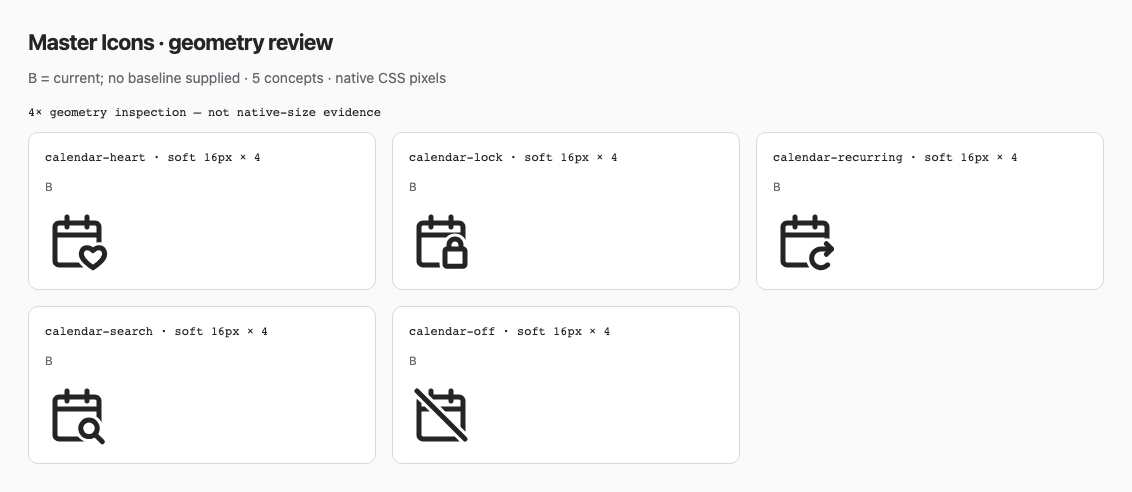 Master Icons · geometry review
B = current; no baseline supplied · 5 concepts · native CSS pixels
4× geometry inspection — not native-size evidence
calendar-heart · soft 16px × 4
B
calendar-lock · soft 16px × 4
B
calendar-recurring · soft 16px × 4
B
calendar-search · soft 16px × 4
B
calendar-off · soft 16px × 4
B